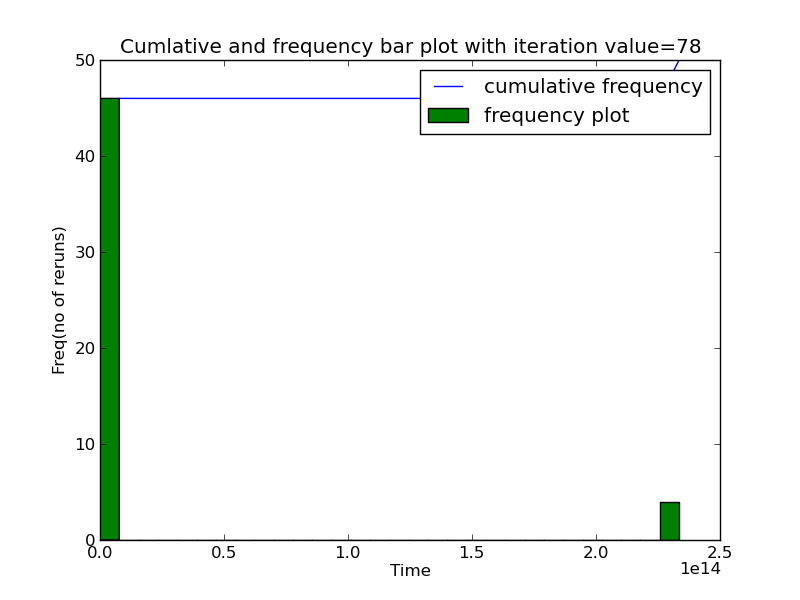 Cumlative and frequency bar plot with iteration value=78
50
40
30
20
10
0
Freq(no of reruns)
cumulative frequency
frequency plot
0.0 0.5 1.0 1.5 2.0 2.5
1e14
Time